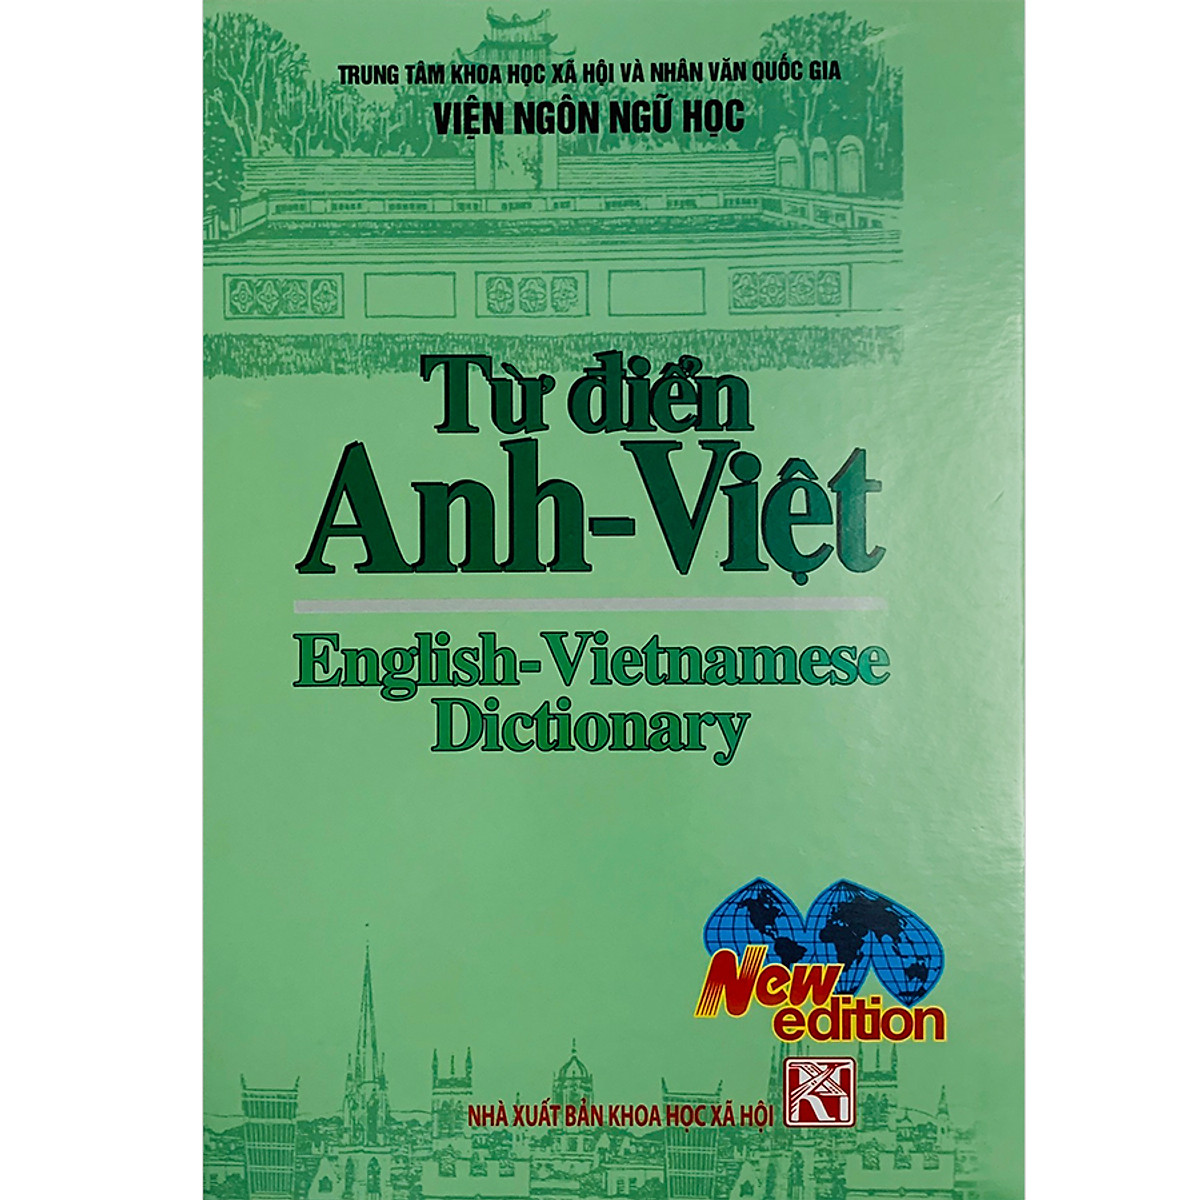 TRUNG TÂM KHOA HỌC XÃ HỘI VÀ NHÂN VĂN QUỐC GIA
VIỆN NGÔN NGỮ HỌC
Từ điển
Anh-Việt
English-Vietnamese
Dictionary
New
edition
NHÀ XUẤT BẢN KHOA HỌC XÃ HỘI